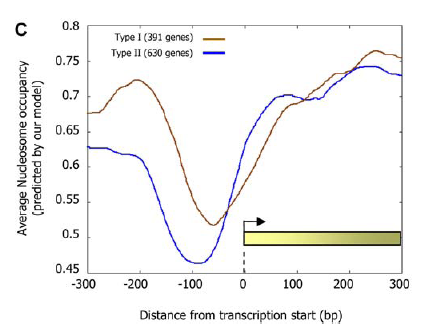 C
Type I (391 genes)
Type II (630 genes)
Average Nucleosome occupancy
(predicted by our model)
0.8
0.75
0.7
0.65
0.6
0.55
0.5
0.45
-300
-200
-100
0
100
200
300
Distance from transcription start (bp)